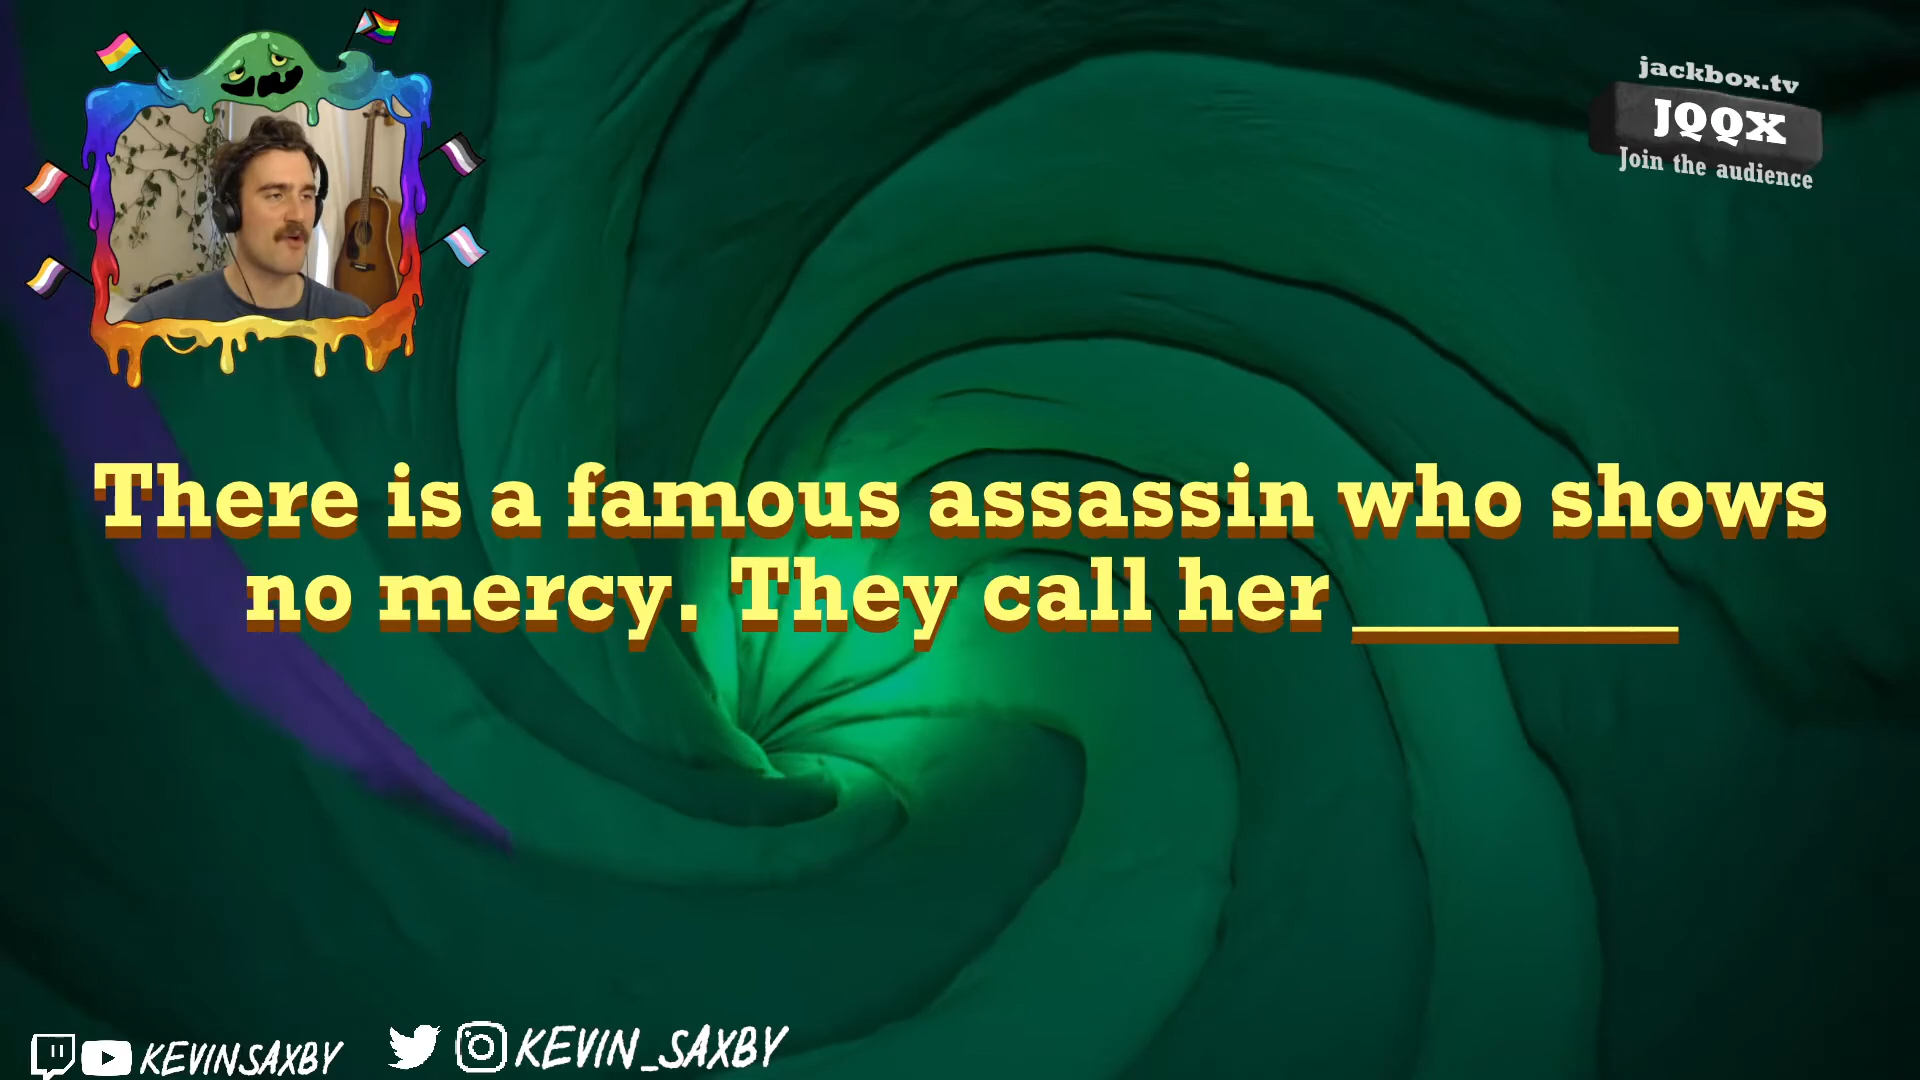 jackbox.tv
JQQX
Join the audience
There is a famous assassin who shows
no mercy. They call her ________
KEVINSAXBY
KEVIN_SAXBY